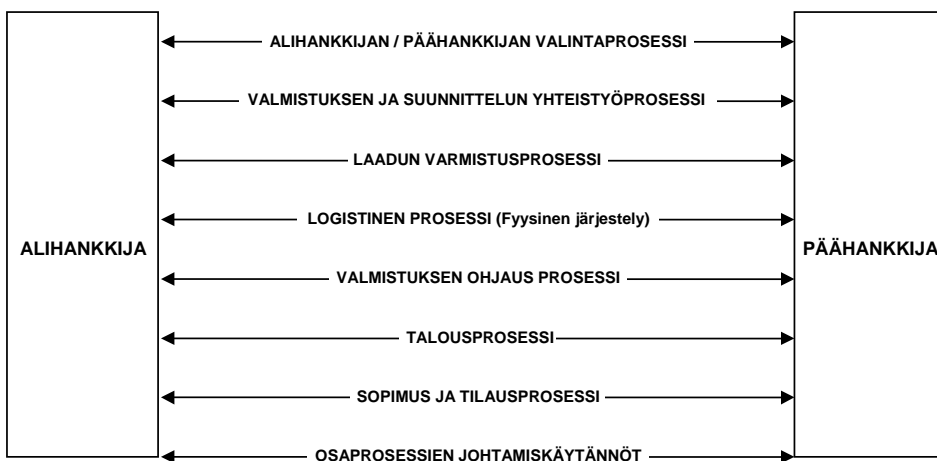 ALIHANKKIJAN / PÄÄHANKKIJAN VALINTAPROSESSI
VALMISTUKSEN JA SUUNNITTELUN YHTEISTYÖPROSESSI
LAADUN VARMISTUSPROSESSI
LOGISTINEN PROSESSI (Fyysinen järjestely)
ALIHANKKIJA
PÄÄHANKKIJA
VALMISTUKSEN OHJAUS PROSESSI
TALOUSPROSESSI
SOPIMUS JA TILAUSPROSESSI
OSAPROSESSIEN JOHTAMISKÄYTÄNNÖT